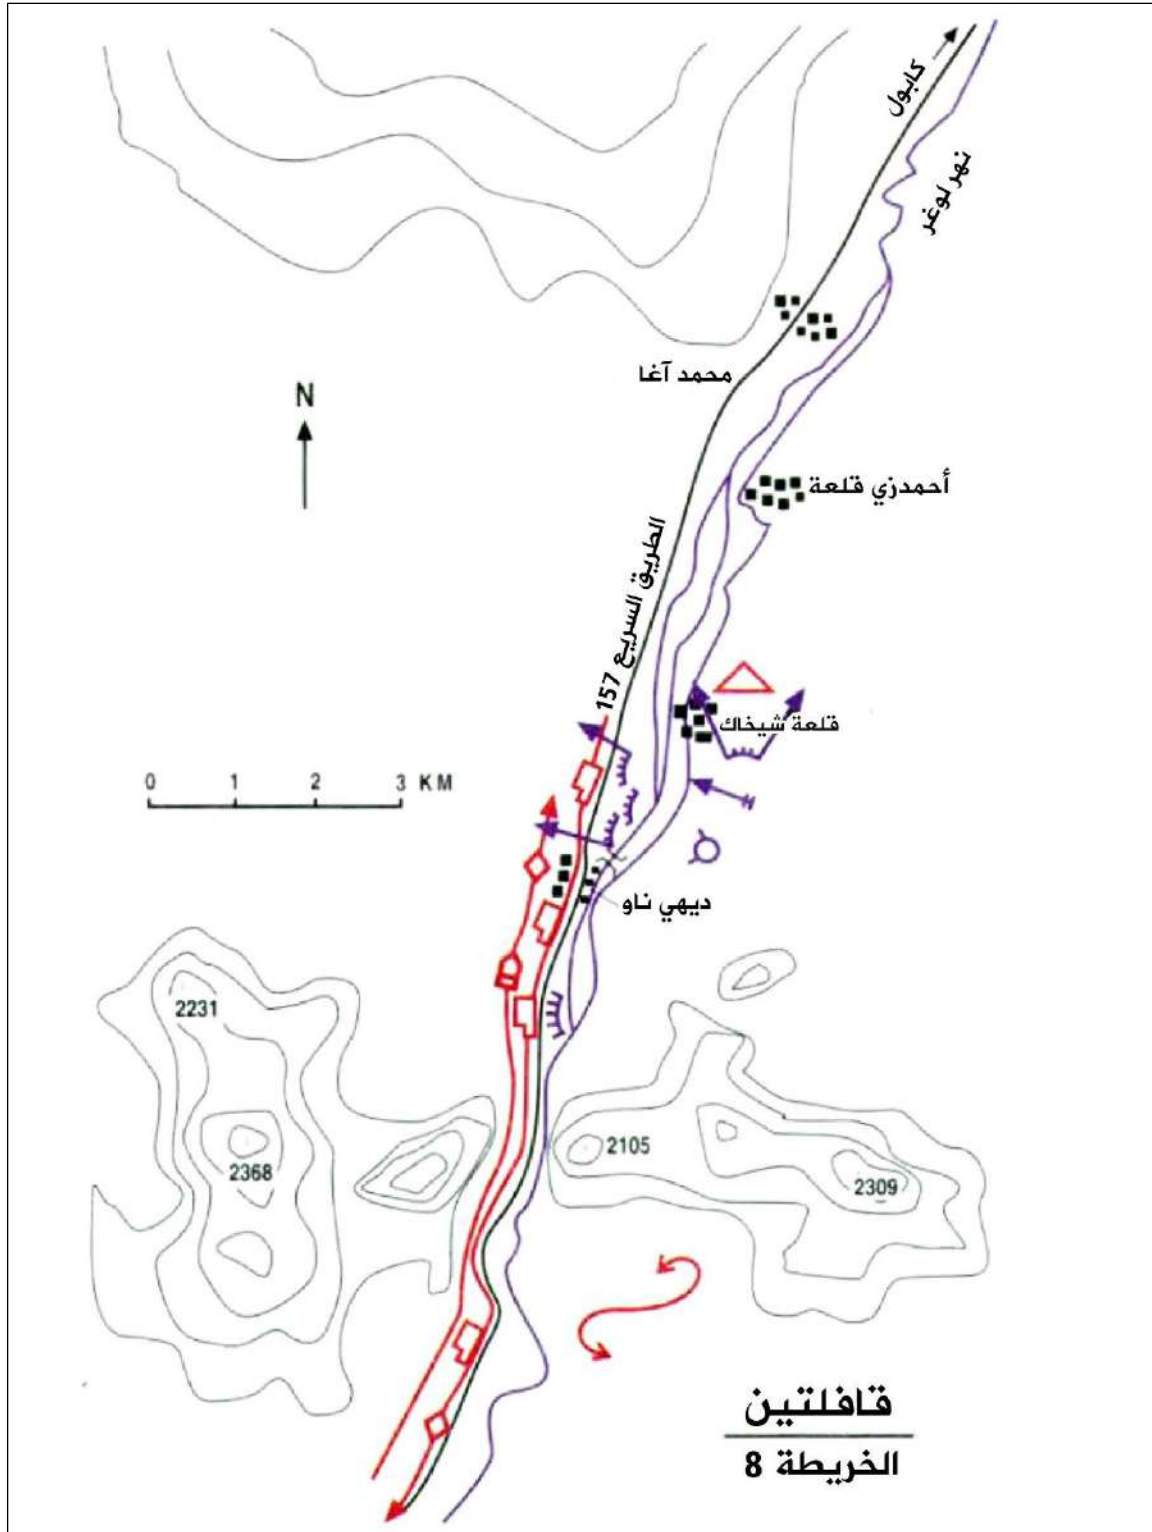 كابول
نهر لوغر
محمد آغا
N
أحمدزي قلعة
الطريق السريع 157
قلعة شيخاك
0 1 2 3 KM
ديهي ناو
2231
2105
2368
2309
قافلتين
الخريطة 8